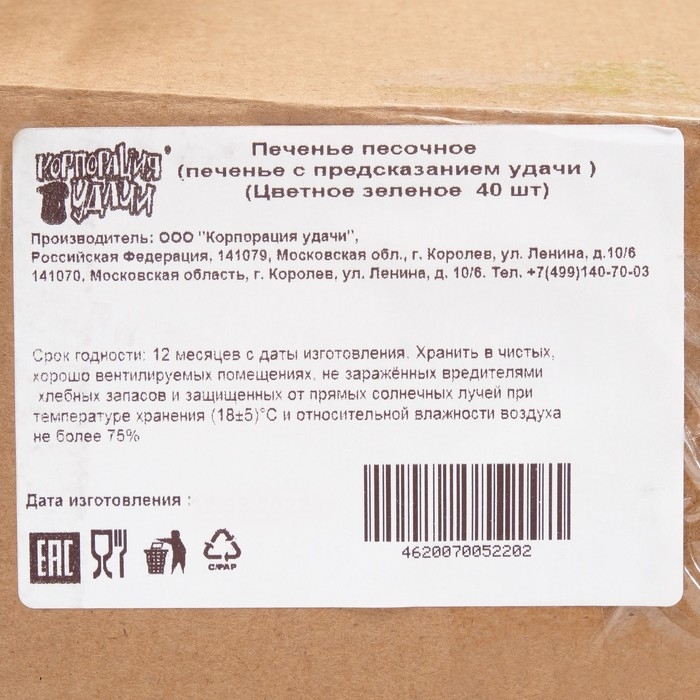 КОРПОРАЦИЯ
УДАЧИ
Печенье песочное
(печенье с предсказанием удачи )
(Цветное зеленое 40 шт)
Производитель: ООО "Корпорация удачи",
Российская Федерация, 141079, Московская обл., г. Королев, ул. Ленина, д.10/6
141070, Московская область, г. Королев, ул. Ленина, д. 10/6. Тел. +7(499)140-70-03
Срок годности: 12 месяцев с даты изготовления. Хранить в чистых,
хорошо вентилируемых помещениях, не заражённых вредителями
хлебных запасов и защищенных от прямых солнечных лучей при
температуре хранения (18±5)°С и относительной влажности воздуха
не более 75%
Дата изготовления :
4620070052202
EAC
C/PAP